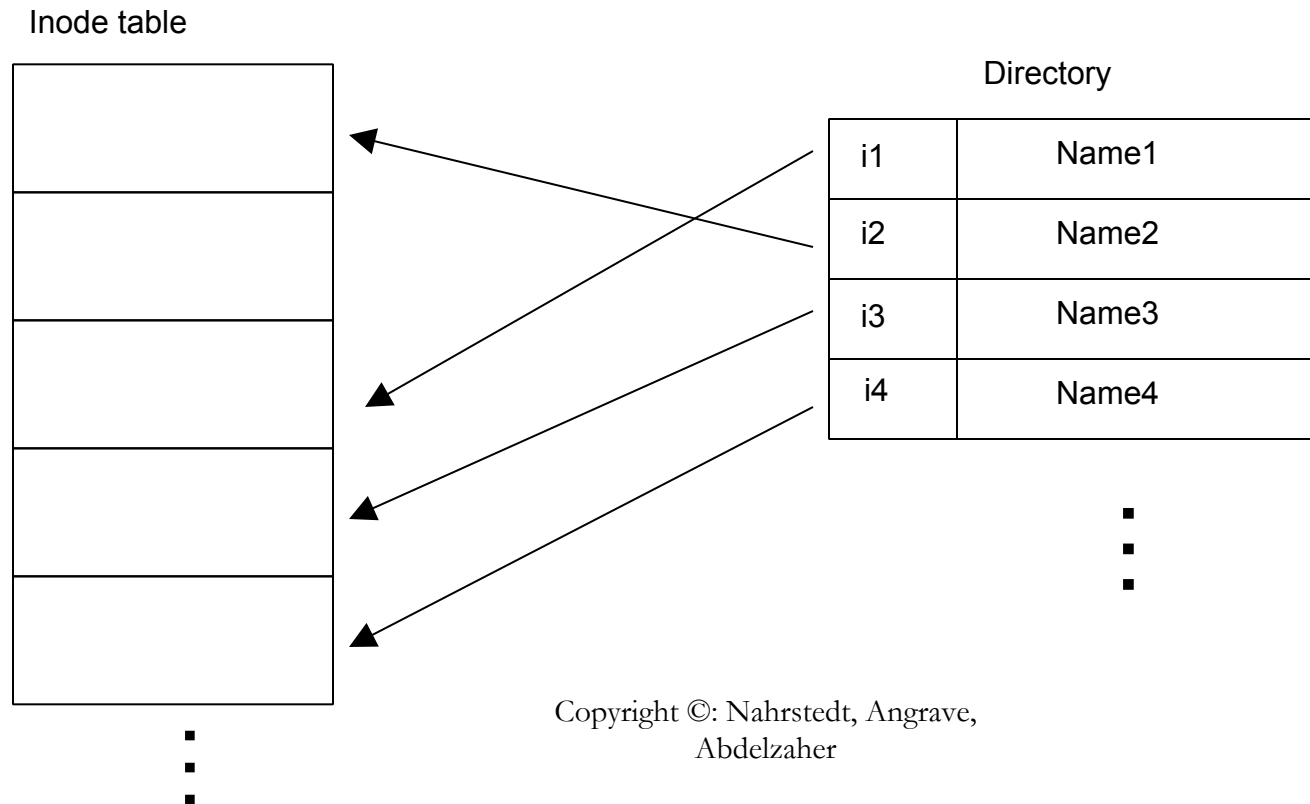 Inode table
Directory
i1 Name1
i2 Name2
i3 Name3
i4 Name4
Copyright ©: Nahrstedt, Angrave,
Abdelzaher